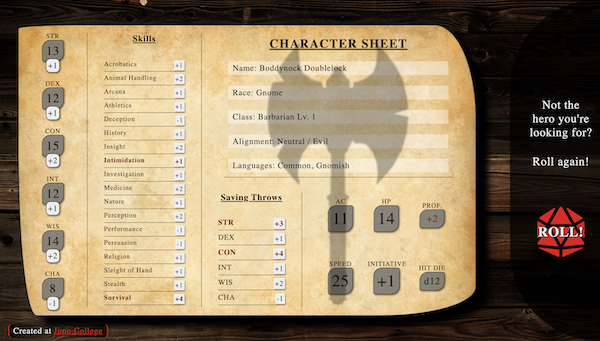 STR
13
+1
DEX
12
+1
CON
15
+2
INT
12
+1
WIS
14
+2
CHA
8
-1
Skills
Acrobatics +1
Animal Handling +2
Arcana +1
Athletics +1
Deception -1
History +1
Insight +2
Intimidation +1
Investigation +1
Medicine +2
Nature +1
Perception +2
Performance -1
Persuasion -1
Religion +1
Sleight of Hand +1
Stealth +1
Survival +4
CHARACTER SHEET
Name: Boddynock Doublelock
Race: Gnome
Class: Barbarian Lv. 1
Alignment: Neutral / Evil
Languages: Common, Gnomish
Saving Throws
STR +3
DEX +1
CON +4
INT +1
WIS +2
CHA -1
AC
11
HP
14
PROF.
+2
SPEED
25
INITIATIVE
+1
HIT DIE
d12
Not the
hero you're
looking for?
Roll again!
ROLL!
Created at Juno College